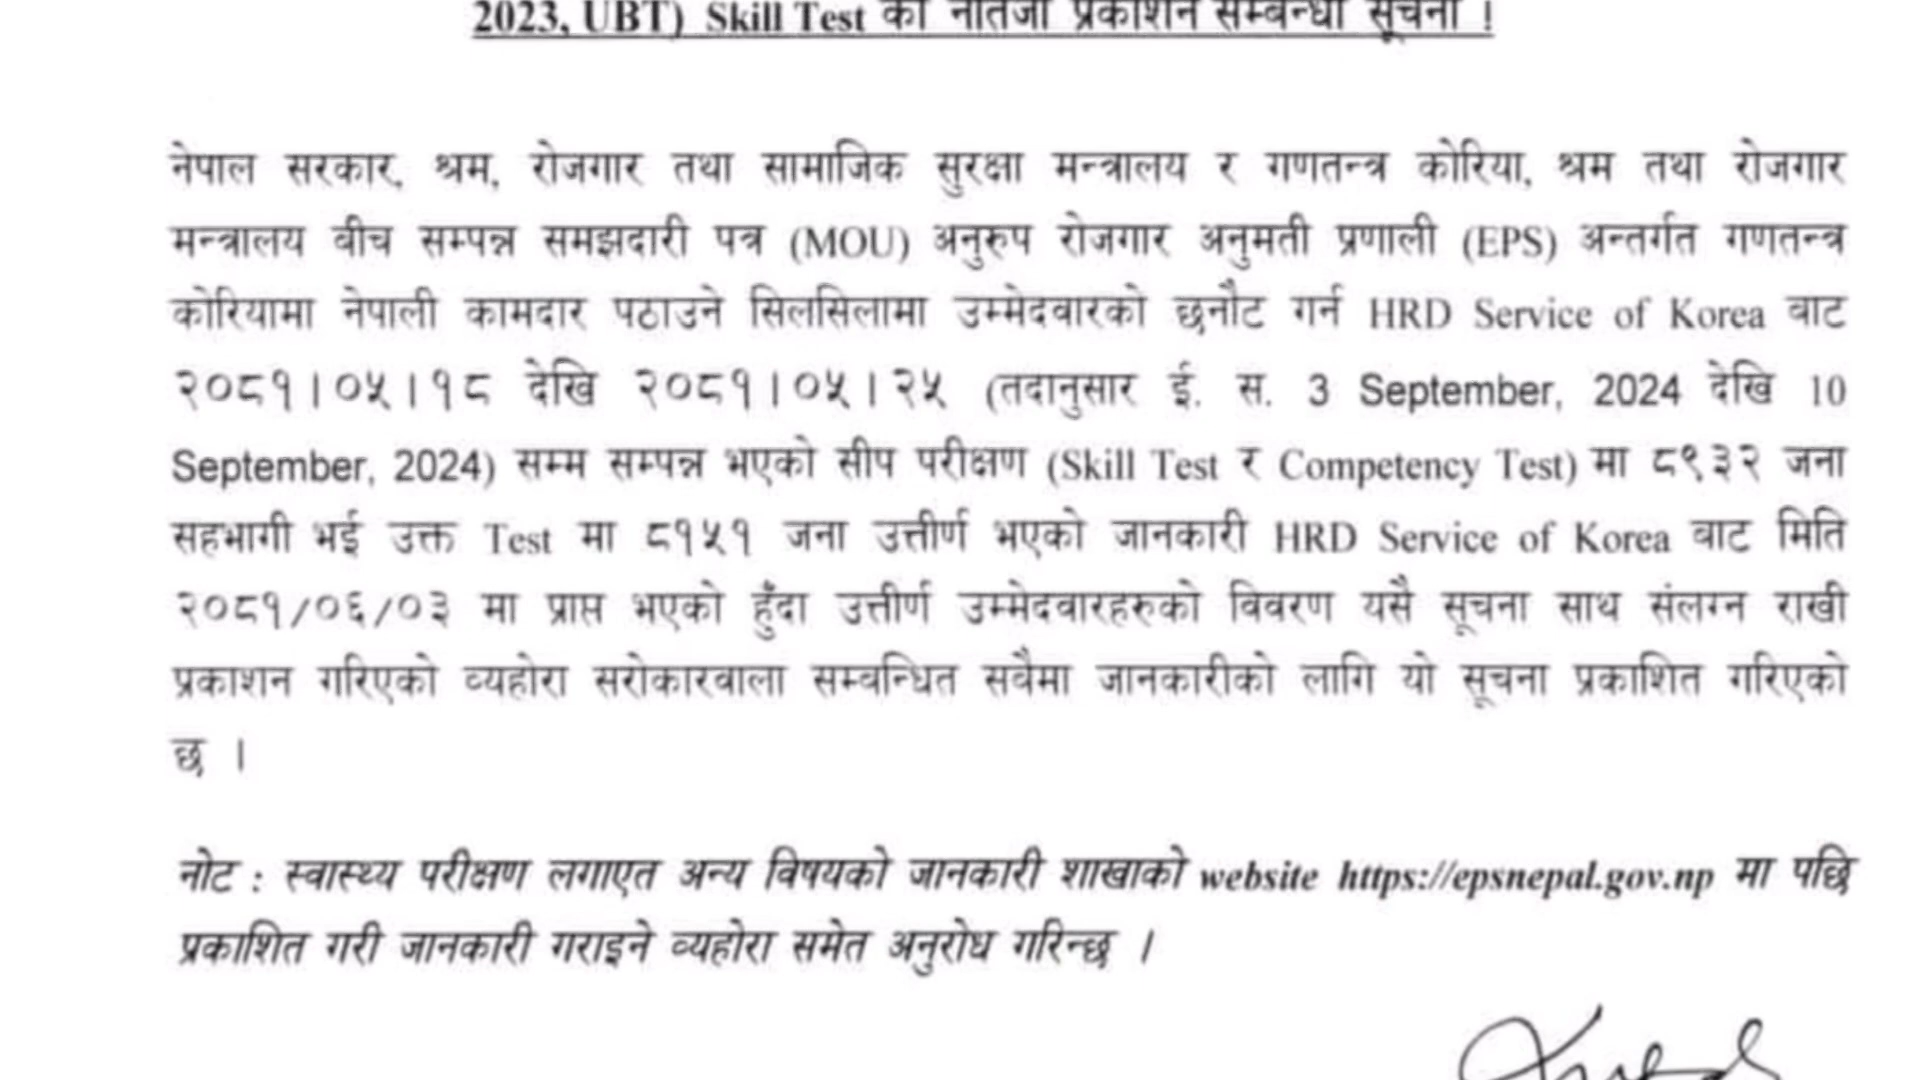 2023, UBT) Skill Test को नतिजा प्रकाशन सम्बन्धी सूचना !
नेपाल सरकार, श्रम, रोजगार तथा सामाजिक सुरक्षा मन्त्रालय र गणतन्त्र कोरिया, श्रम तथा रोजगार
मन्त्रालय बीच सम्पन्न समझदारी पत्र (MOU) अनुरुप रोजगार अनुमती प्रणाली (EPS) अन्तर्गत गणतन्त्र
कोरियामा नेपाली कामदार पठाउने सिलसिलामा उम्मेदवारको छनौट गर्न HRD Service of Korea बाट
२०८१।०५।१८ देखि २०८१।०५।२५ (तदानुसार ई. स. 3 September, 2024 देखि 10
September, 2024) सम्म सम्पन्न भएको सीप परीक्षण (Skill Test र Competency Test) मा ८९३२ जना
सहभागी भई उक्त Test मा ८१५१ जना उत्तीर्ण भएको जानकारी HRD Service of Korea बाट मिति
२०८१/०६/०३ मा प्राप्त भएको हुँदा उत्तीर्ण उम्मेदवारहरुको विवरण यसै सूचना साथ संलग्न राखी
प्रकाशन गरिएको व्यहोरा सरोकारवाला सम्बन्धित सबैमा जानकारीको लागि यो सूचना प्रकाशित गरिएको
छ ।
नोट : स्वास्थ्य परीक्षण लगाएत अन्य विषयको जानकारी शाखाको website https://epsnepal.gov.np मा पछि
प्रकाशित गरी जानकारी गराइने व्यहोरा समेत अनुरोध गरिन्छ ।